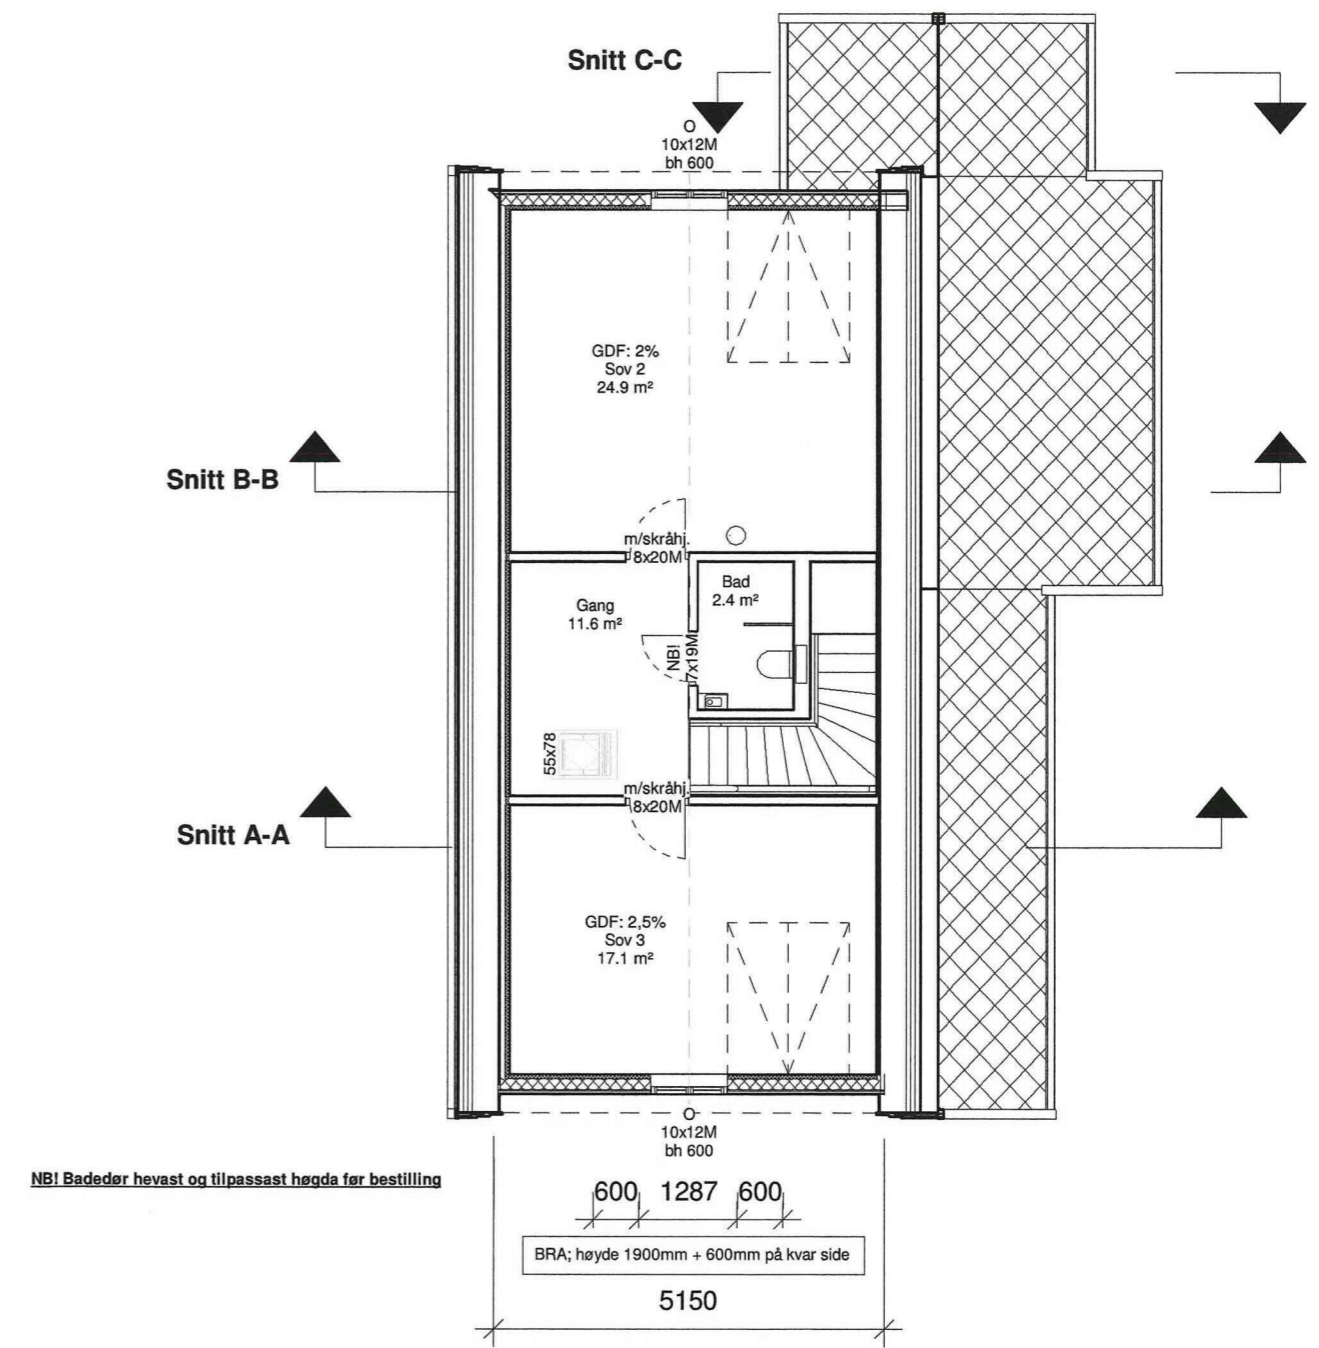 Snitt C-C
O
10x12M
bh 600
GDF: 2%
Sov 2
24.9 m²
Snitt B-B
m/skråhj.
8x20M
Bad
2.4 m²
Gang
11.6 m²
NB!
7x19M
55x78
m/skråhj.
8x20M
Snitt A-A
GDF: 2,5%
Sov 3
17.1 m²
O
10x12M
bh 600
NB! Badedør hevast og tilpassast høgda før bestilling
600 1287 600
BRA; høyde 1900mm + 600mm på kvar side
5150